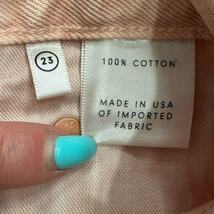 23
100% COTTON
MADE IN USA
OF IMPORTED
FABRIC